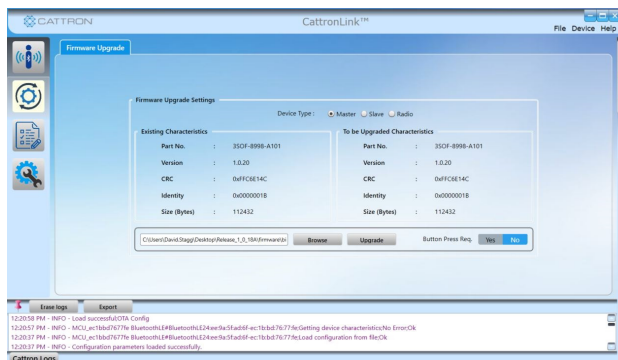 CATTRON
CattronLink™
File Device Help
Firmware Upgrade
Firmware Upgrade Settings
Device Type : Master Slave Radio
Existing Characteristics
Part No. : 3SOF-8998-A101
Version : 1.0.20
CRC : 0xFFC6E14C
Identity : 0x0000001B
Size (Bytes) : 112432
To be Upgraded Characteristics
Part No. : 3SOF-8998-A101
Version : 1.0.20
CRC : 0xFFC6E14C
Identity : 0x0000001B
Size (Bytes) : 112432
C:\Users\David.Stagg\Desktop\Release_1_0_18A\firmware\bi Browse Upgrade Button Press Req. Yes No
Erase logs Export
12:20:58 PM - INFO - Load successful;OTA Config
12:20:37 PM - INFO - MCU_ec1bbd7677fe BluetoothLE#BluetoothLE24:ee:9a:5f:ad:6f-ec:1b:bd:76:77:fe;Getting device characteristics;No Error;Ok
12:20:37 PM - INFO - MCU_ec1bbd7677fe BluetoothLE#BluetoothLE24:ee:9a:5f:ad:6f-ec:1b:bd:76:77:fe;Load configuration from file;Ok
12:20:37 PM - INFO - Configuration parameters loaded successfully.
Cattron Logs